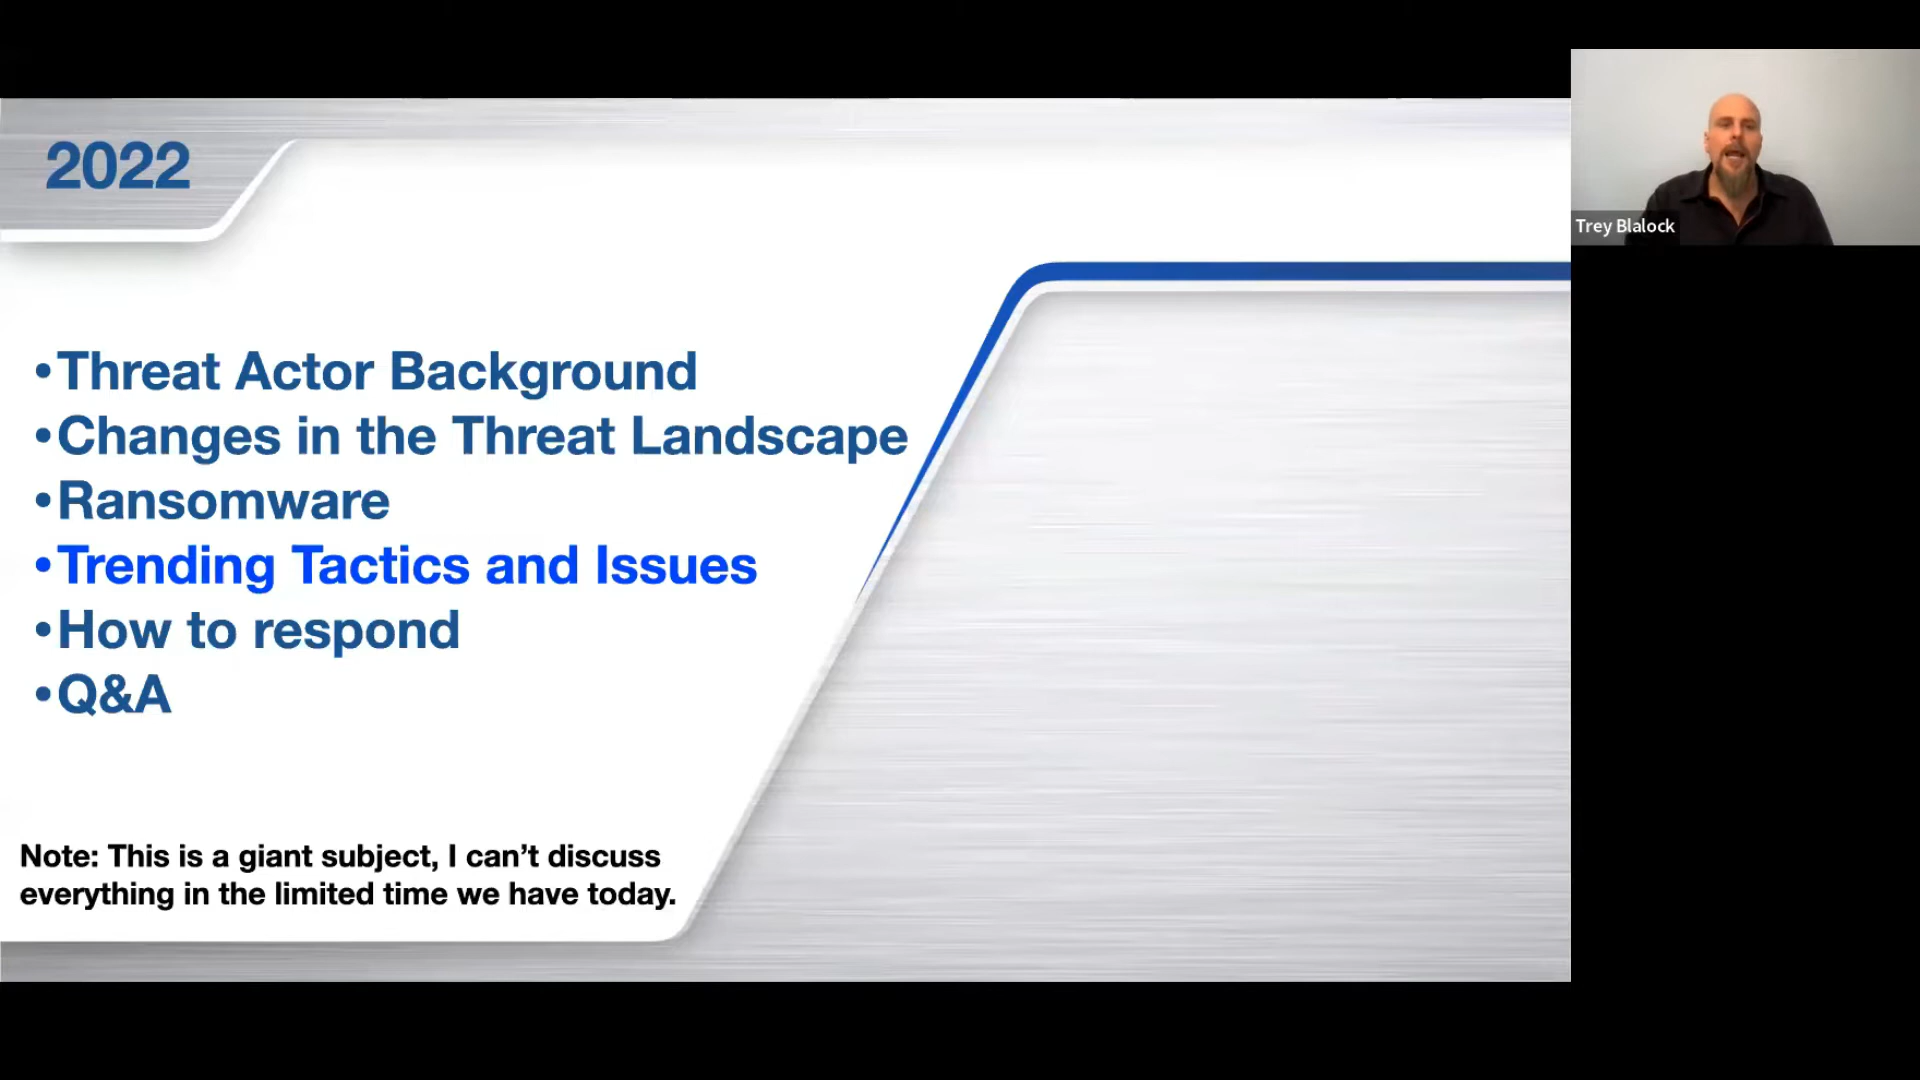 2022
•Threat Actor Background
•Changes in the Threat Landscape
•Ransomware
•Trending Tactics and Issues
•How to respond
•Q&A
Note: This is a giant subject, I can’t discuss
everything in the limited time we have today.
Trey Blalock